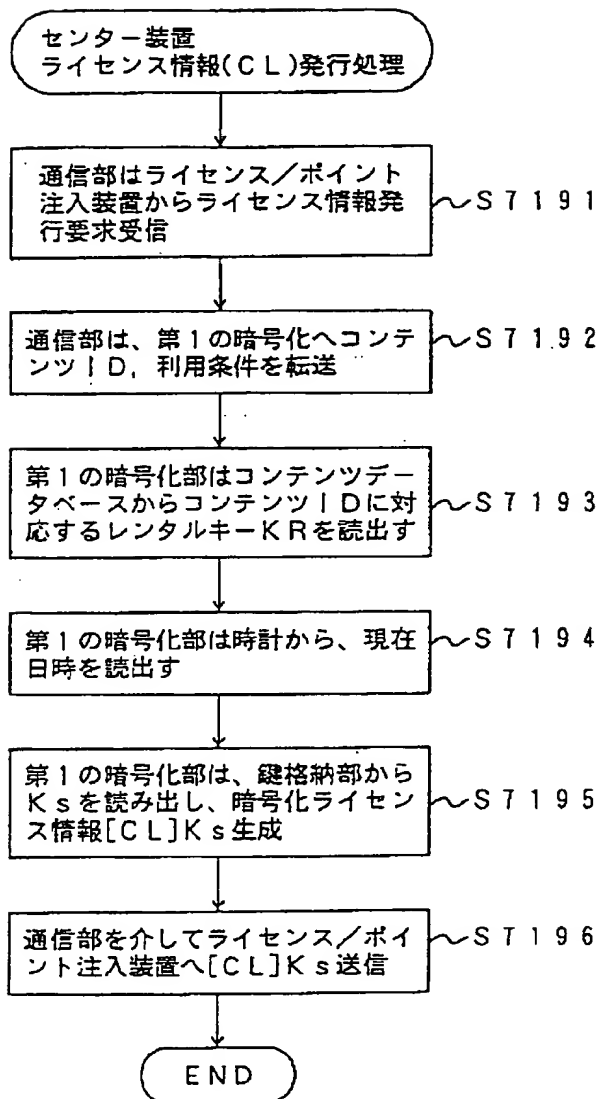 センター装置
ライセンス情報(CL)発行処理
通信部はライセンス/ポイント
注入装置からライセンス情報発
行要求受信
~S7191
通信部は、第1の暗号化へコンテ
ンツID,利用条件を転送
~S7192
第1の暗号化部はコンテンツデー
タベースからコンテンツIDに対
応するレンタルキーKRを読出す
~S7193
第1の暗号化部は時計から、現在
日時を読出す
~S7194
第1の暗号化部は、鍵格納部から
Ksを読み出し、暗号化ライセン
ス情報[CL]Ks生成
~S7195
通信部を介してライセンス/ポイ
ント注入装置へ[CL]Ks送信
~S7196
END